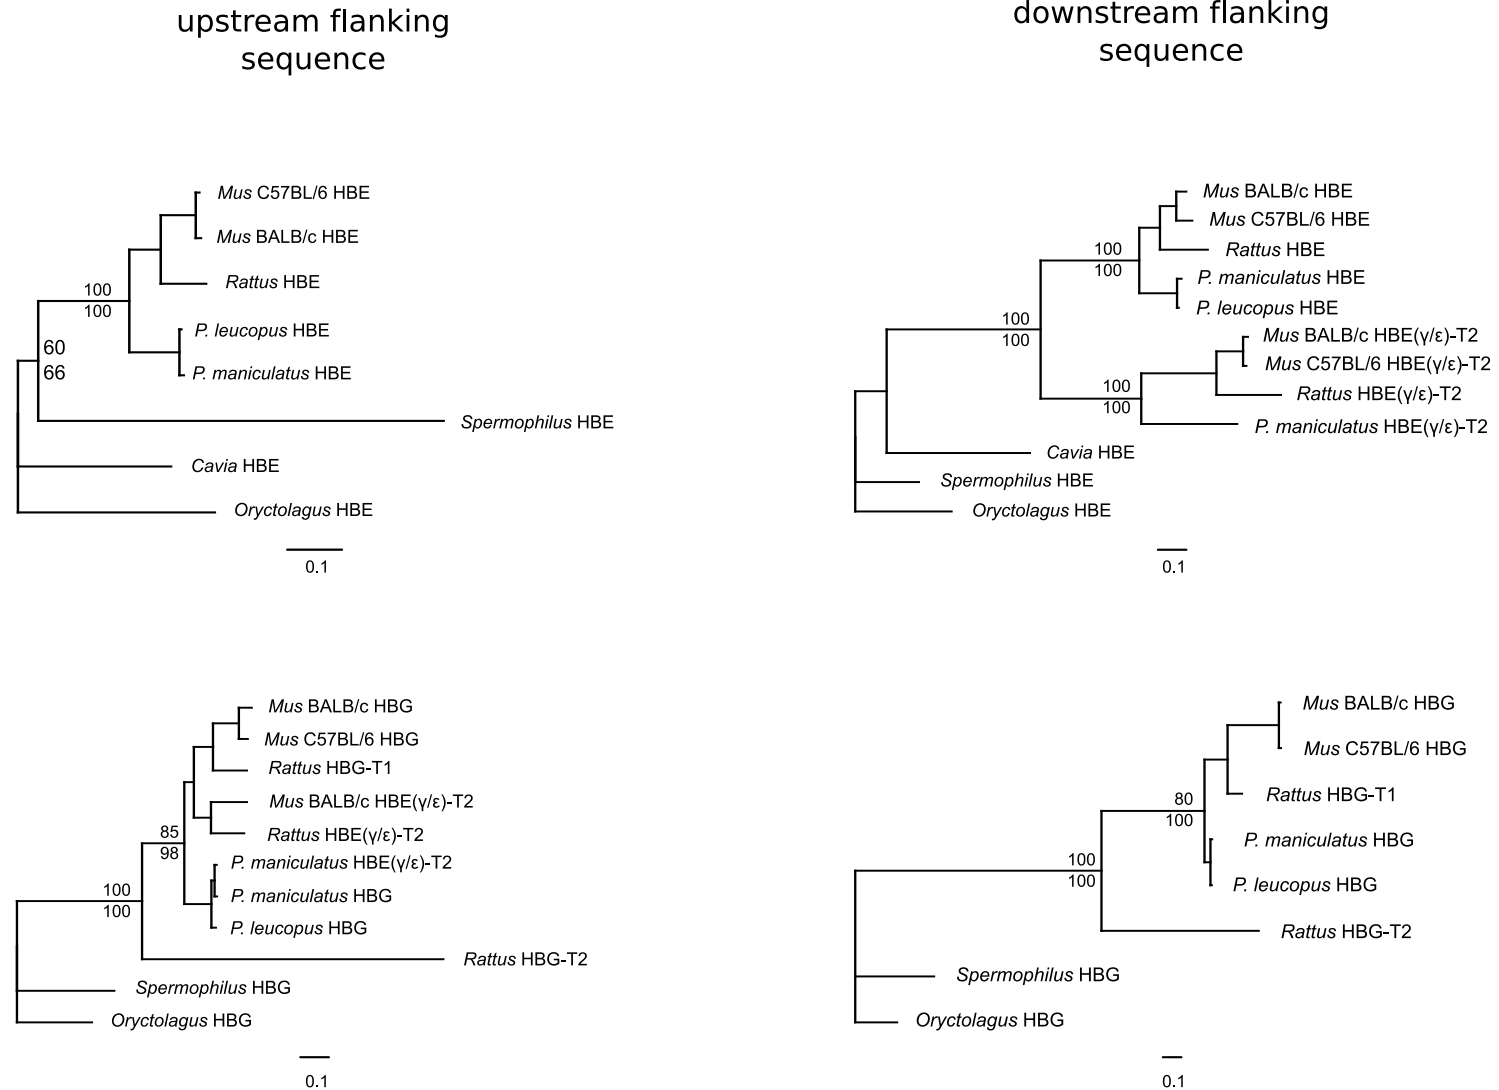 upstream flanking
sequence
Mus C57BL/6 HBE
Mus BALB/c HBE
Rattus HBE
100
100
P. leucopus HBE
60
66
P. maniculatus HBE
Spermophilus HBE
Cavia HBE
Oryctolagus HBE
0.1
downstream flanking
sequence
Mus BALB/c HBE
Mus C57BL/6 HBE
100
100
Rattus HBE
P. maniculatus HBE
P. leucopus HBE
100
100
Mus BALB/c HBE(γ/ε)-T2
Mus C57BL/6 HBE(γ/ε)-T2
100
100
Rattus HBE(γ/ε)-T2
P. maniculatus HBE(γ/ε)-T2
Cavia HBE
Spermophilus HBE
Oryctolagus HBE
0.1
Mus BALB/c HBG
Mus C57BL/6 HBG
Rattus HBG-T1
Mus BALB/c HBE(γ/ε)-T2
85
98
Rattus HBE(γ/ε)-T2
P. maniculatus HBE(γ/ε)-T2
100
100
P. maniculatus HBG
P. leucopus HBG
Rattus HBG-T2
Spermophilus HBG
Oryctolagus HBG
0.1
Mus BALB/c HBG
Mus C57BL/6 HBG
80
100
Rattus HBG-T1
P. maniculatus HBG
100
100
P. leucopus HBG
Rattus HBG-T2
Spermophilus HBG
Oryctolagus HBG
0.1